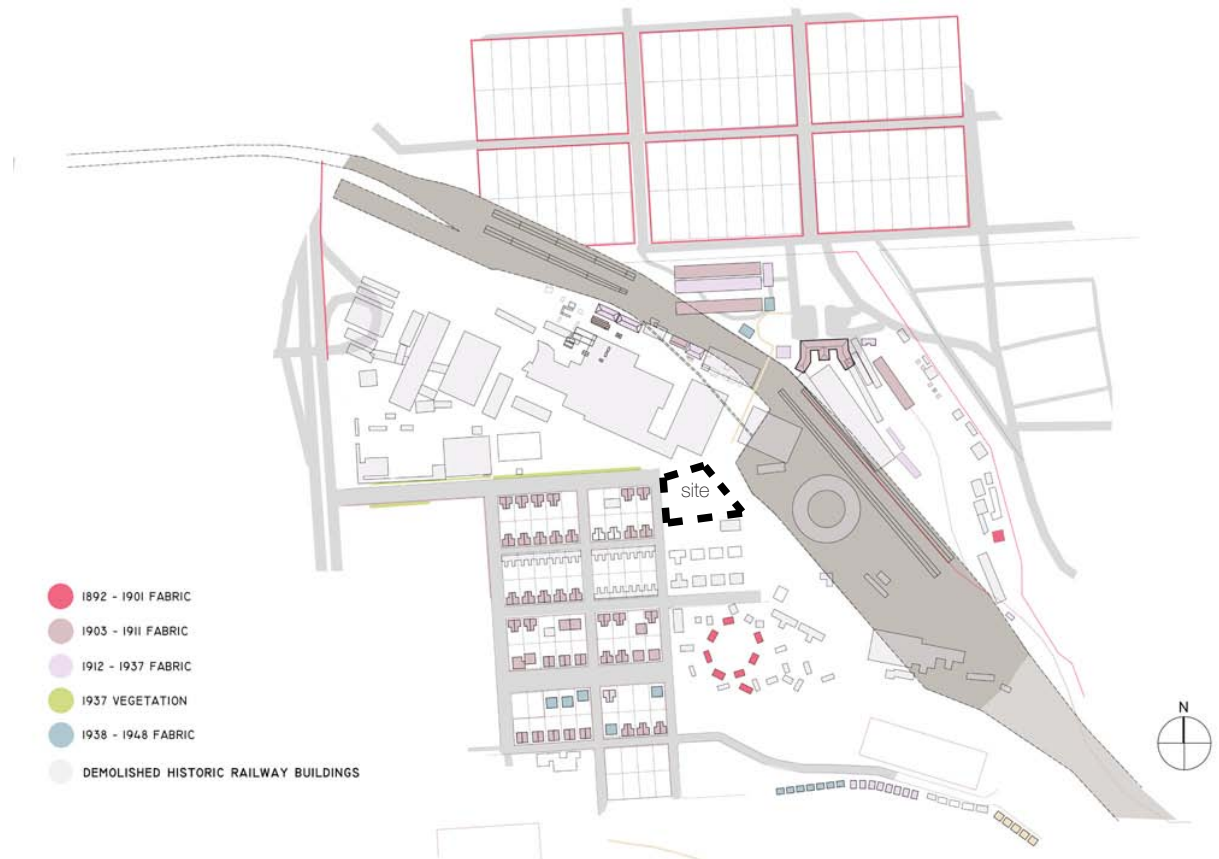 site
1892 - 1901 FABRIC
1903 - 1911 FABRIC
1912 - 1937 FABRIC
1937 VEGETATION
1938 - 1948 FABRIC
DEMOLISHED HISTORIC RAILWAY BUILDINGS
N